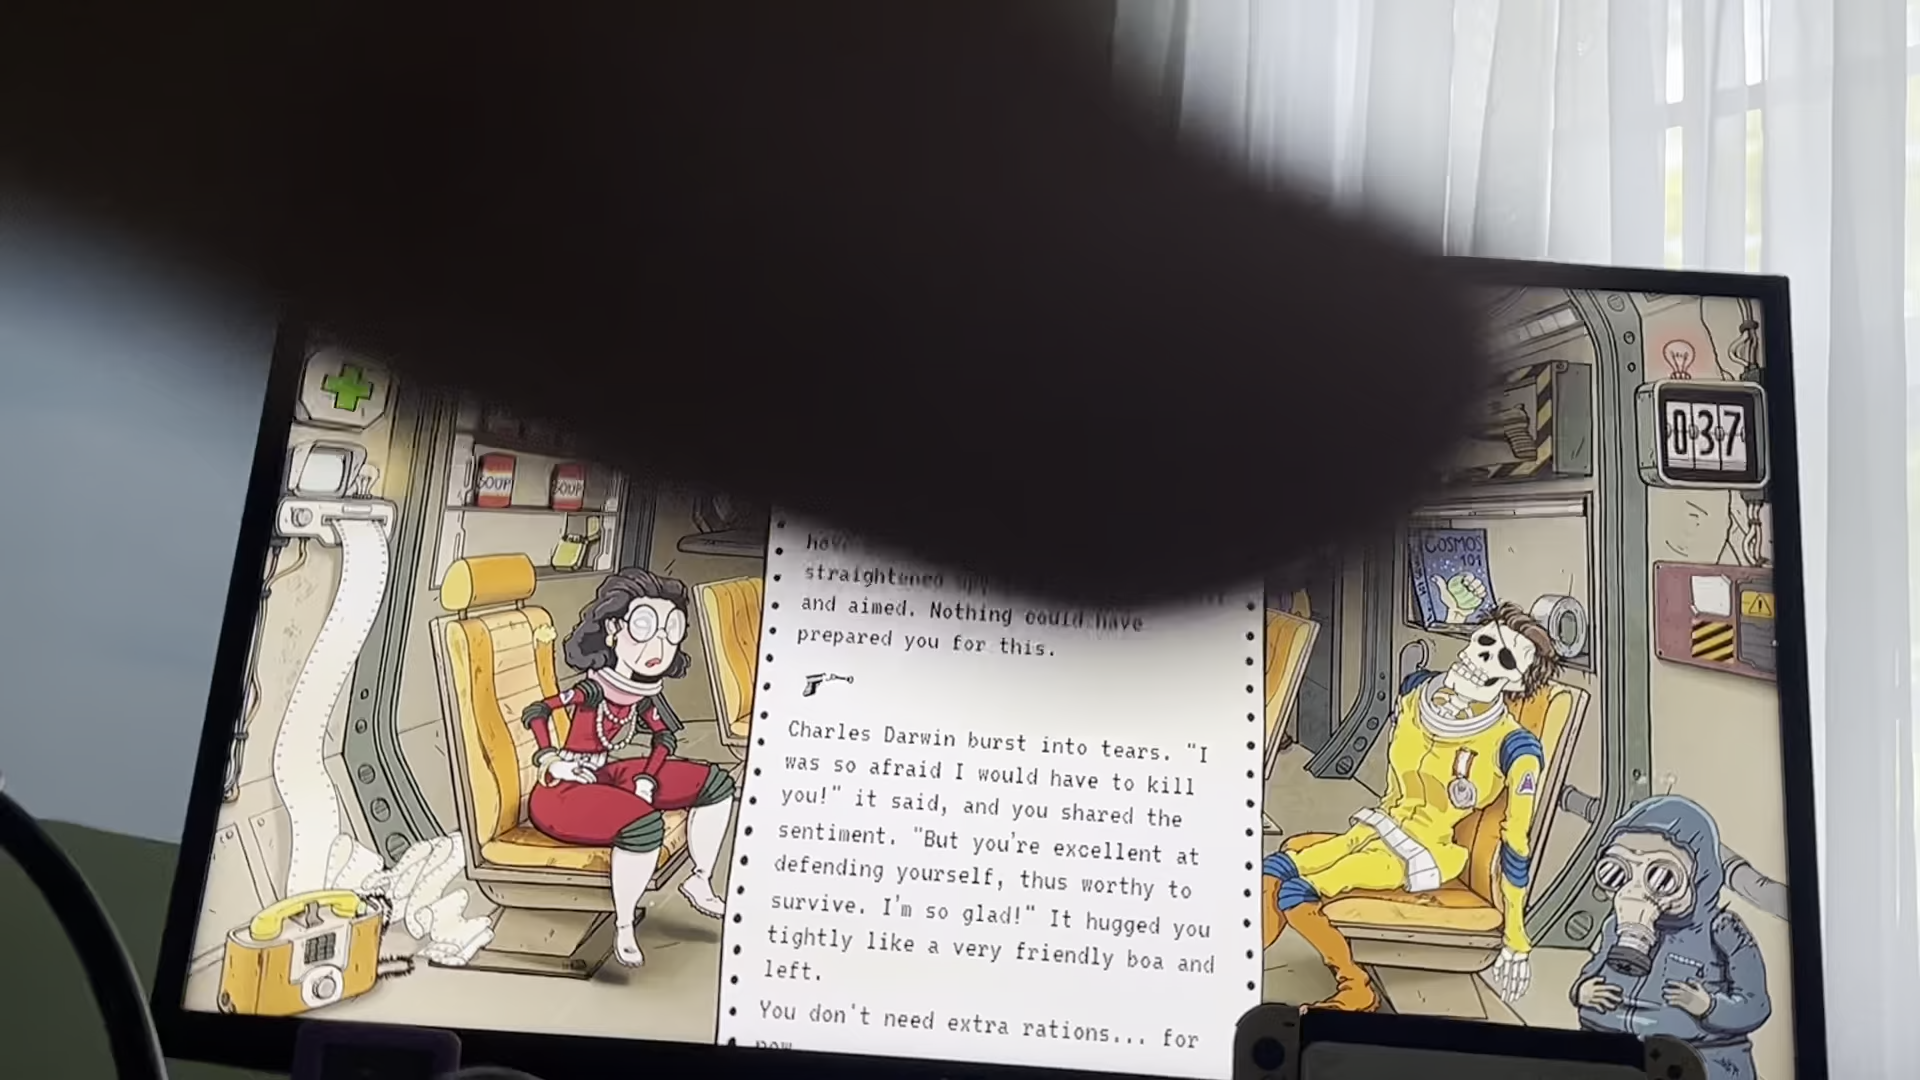 037
SOUP
SOUP
COSMOS
101
straightened
and aimed. Nothing could have
prepared you for this.
Charles Darwin burst into tears. "I
was so afraid I would have to kill
you!" it said, and you shared the
sentiment. "But you're excellent at
defending yourself, thus worthy to
survive. I'm so glad!" It hugged you
tightly like a very friendly boa and
left.
You don't need extra rations... for